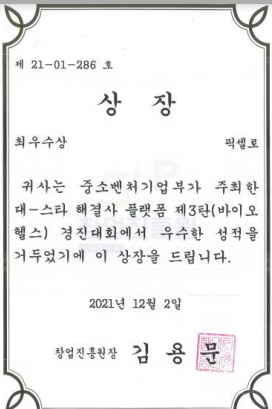 제 21-01-286 호
상 장
최우수상 픽셀로
귀사는 중소벤처기업부가 주최한
대-스타 해결사 플랫폼 제3탄(바이오
헬스) 경진대회에서 우수한 성적을
거두었기에 이 상장을 드립니다.
2021년 12월 2일
창업진흥원장 김 용 문